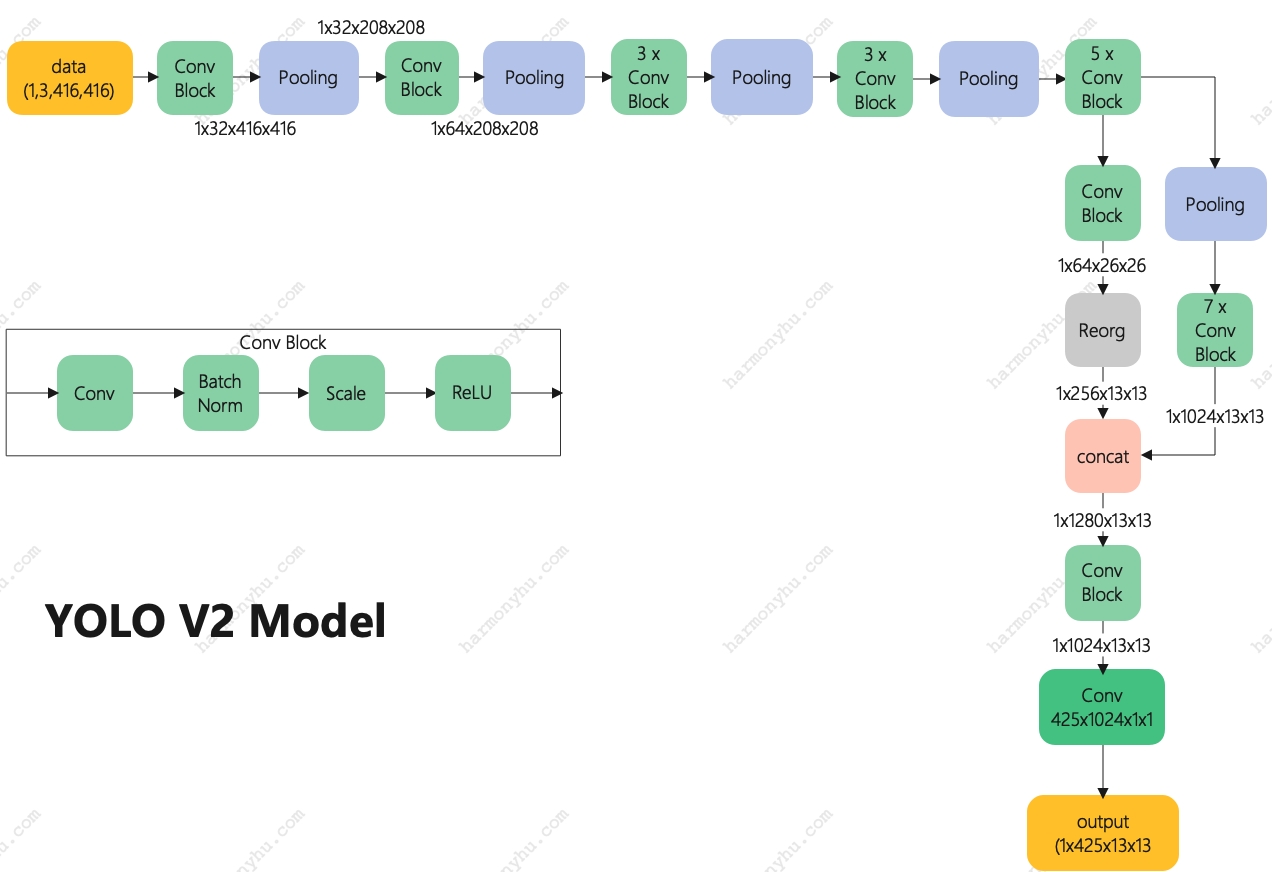 1x32x208x208
data
(1,3,416,416)
Conv
Block
Pooling
Conv
Block
Pooling
3 x
Conv
Block
Pooling
3 x
Conv
Block
Pooling
5 x
Conv
Block
1x32x416x416
1x64x208x208
Conv
Block
Pooling
1x64x26x26
Reorg
7 x
Conv
Block
1x256x13x13
1x1024x13x13
concat
1x1280x13x13
Conv
Block
1x1024x13x13
Conv
425x1024x1x1
output
(1x425x13x13
Conv Block
Conv
Batch
Norm
Scale
ReLU
YOLO V2 Model
harmonyhu.com